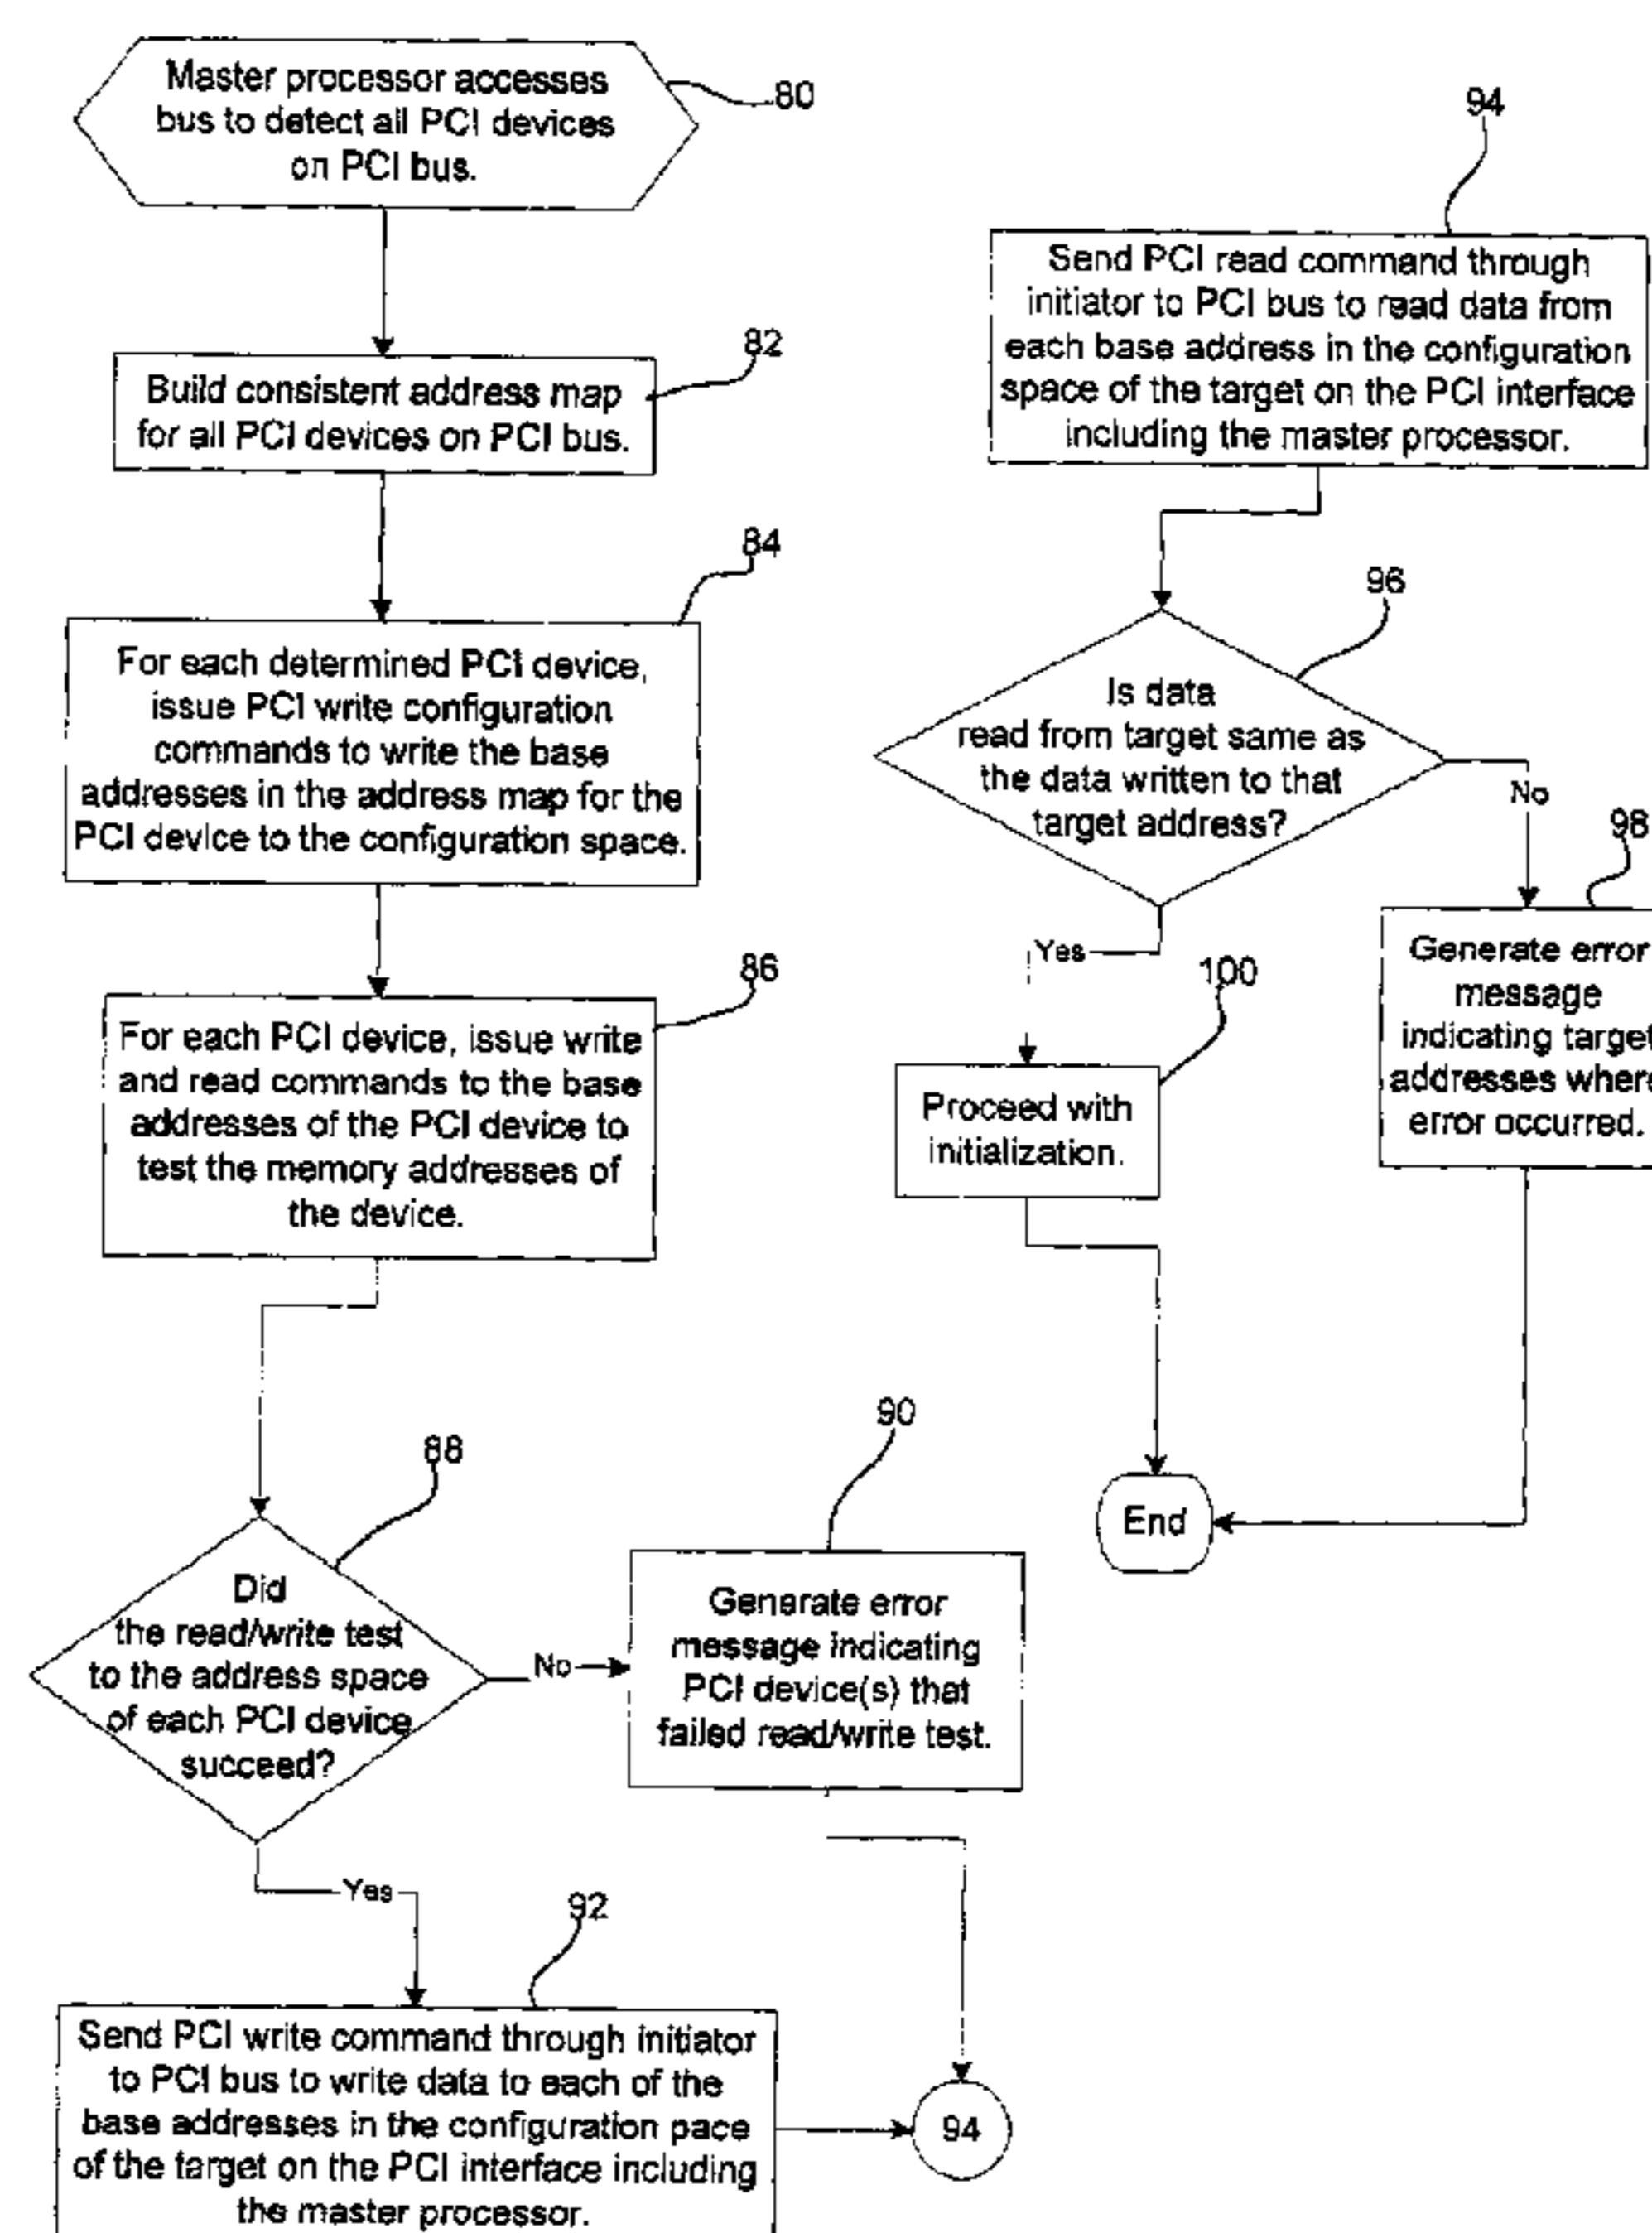 Master processor accesses
bus to detect all PCI devices
on PCI bus.
80
Build consistent address map
for all PCI devices on PCI bus.
82
84
For each determined PCI device,
issue PCI write configuration
commands to write the base
addresses in the address map for the
PCI device to the configuration space.
86
For each PCI device, issue write
and read commands to the base
addresses of the PCI device to
test the memory addresses of
the device.
88
Did
the read/write test
to the address space
of each PCI device
succeed?
No
90
Generate error
message indicating
PCI device(s) that
failed read/write test.
Yes
92
Send PCI write command through initiator
to PCI bus to write data to each of the
base addresses in the configuration pace
of the target on the PCI interface including
the master processor.
94
94
Send PCI read command through
initiator to PCI bus to read data from
each base address in the configuration
space of the target on the PCI interface
including the master processor.
96
Is data
read from target same as
the data written to that
target address?
No
98
Generate error
message
indicating target
addresses where
error occurred.
Yes
100
Proceed with
initialization.
End